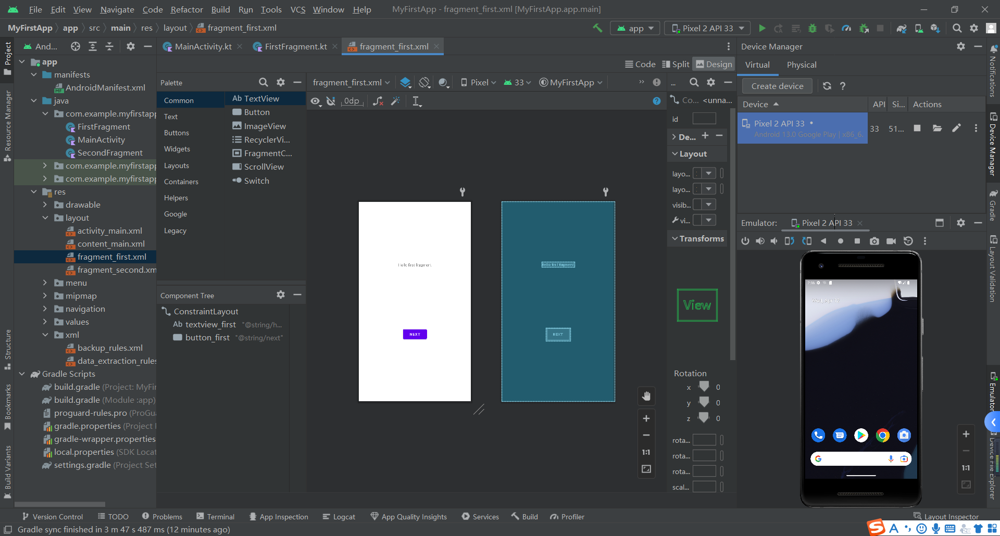 File Edit View Navigate Code Refactor Build Run Tools VCS Window Help MyFirstApp - fragment_first.xml [MyFirstApp.app.main]
MyFirstApp app src main res layout fragment_first.xml app Pixel 2 API 33
Project
Resource Manager
Structure
Bookmarks
Build Variants
And...
app
manifests
AndroidManifest.xml
java
com.example.myfirstapp
FirstFragment
MainActivity
SecondFragment
com.example.myfirstapp
com.example.myfirstapp
res
drawable
layout
activity_main.xml
content_main.xml
fragment_first.xml
fragment_second.xm
menu
mipmap
navigation
values
xml
backup_rules.xml
data_extraction_rules
Gradle Scripts
build.gradle (Project: MyFir
build.gradle (Module :app)
proguard-rules.pro (ProGua
gradle.properties (Project
gradle-wrapper.properties
local.properties (SDK Locat
settings.gradle (Project Set
MainActivity.kt FirstFragment.kt fragment_first.xml
Code Split Design
Palette
Common
Text
Buttons
Widgets
Layouts
Containers
Helpers
Google
Legacy
Ab TextView
Button
ImageView
RecyclerVi...
FragmentC...
ScrollView
Switch
Component Tree
ConstraintLayout
Ab textview_first "@string/h...
button_first "@string/next"
fragment_first.xml Pixel 33 MyFirstApp
0dp
Hello first fragment
NEXT
Hello first fragment
NEXT
1:1
...
Co... <unna...
id
De...
Layout
layo...
layo...
visib...
vi...
Transforms
View
Rotation
x 0
y 0
z 0
rota...
rota...
rota...
scal...
Device Manager
Virtual Physical
Create device ?
Device API Si... Actions
Pixel 2 API 33
Android 13.0 Google Play | x86_6.
33 51...
Emulator: Pixel 2 API 33
2:36
Wed, Apr 12
1:1
Notifications
Device Manager
Gradle
Layout Validation
Emulator
Device File Explorer
Version Control TODO Problems Terminal App Inspection Logcat App Quality Insights Services Build Profiler Layout Inspector
Gradle sync finished in 3 m 47 s 487 ms (12 minutes ago)
S A